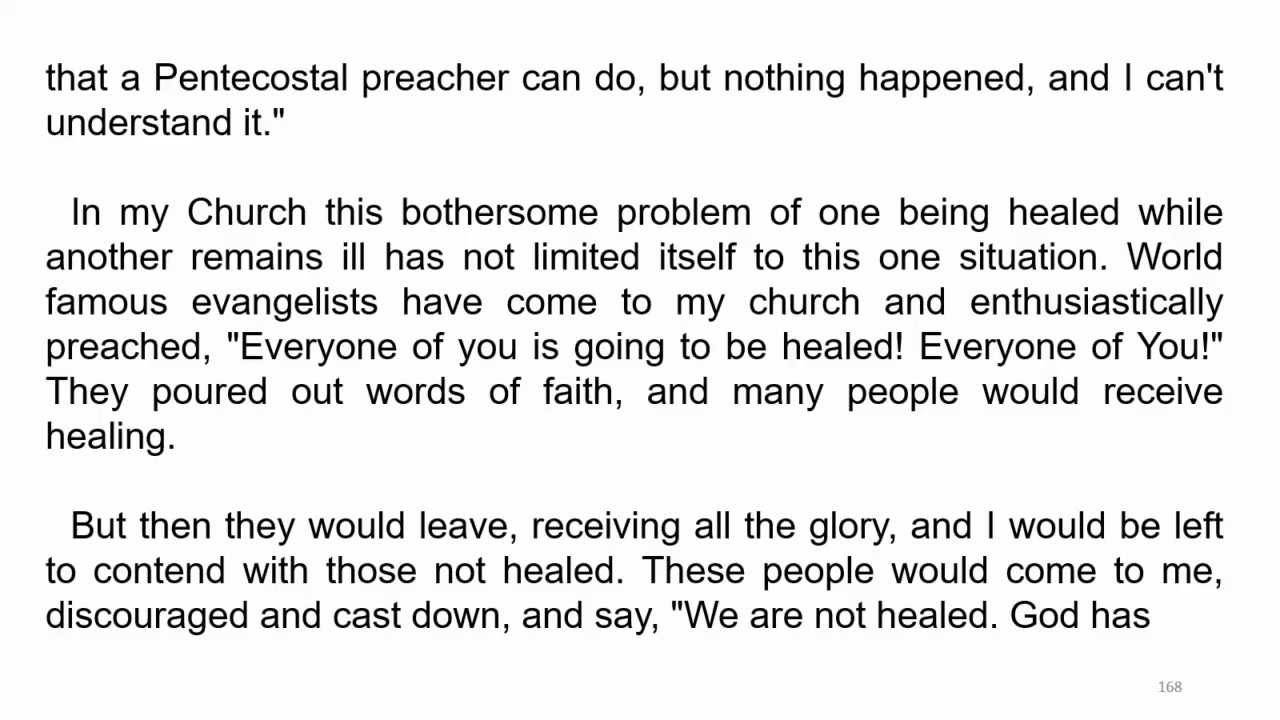 that a Pentecostal preacher can do, but nothing happened, and I can't
understand it."
In my Church this bothersome problem of one being healed while
another remains ill has not limited itself to this one situation. World
famous evangelists have come to my church and enthusiastically
preached, "Everyone of you is going to be healed! Everyone of You!"
They poured out words of faith, and many people would receive
healing.
But then they would leave, receiving all the glory, and I would be left
to contend with those not healed. These people would come to me,
discouraged and cast down, and say, "We are not healed. God has
168